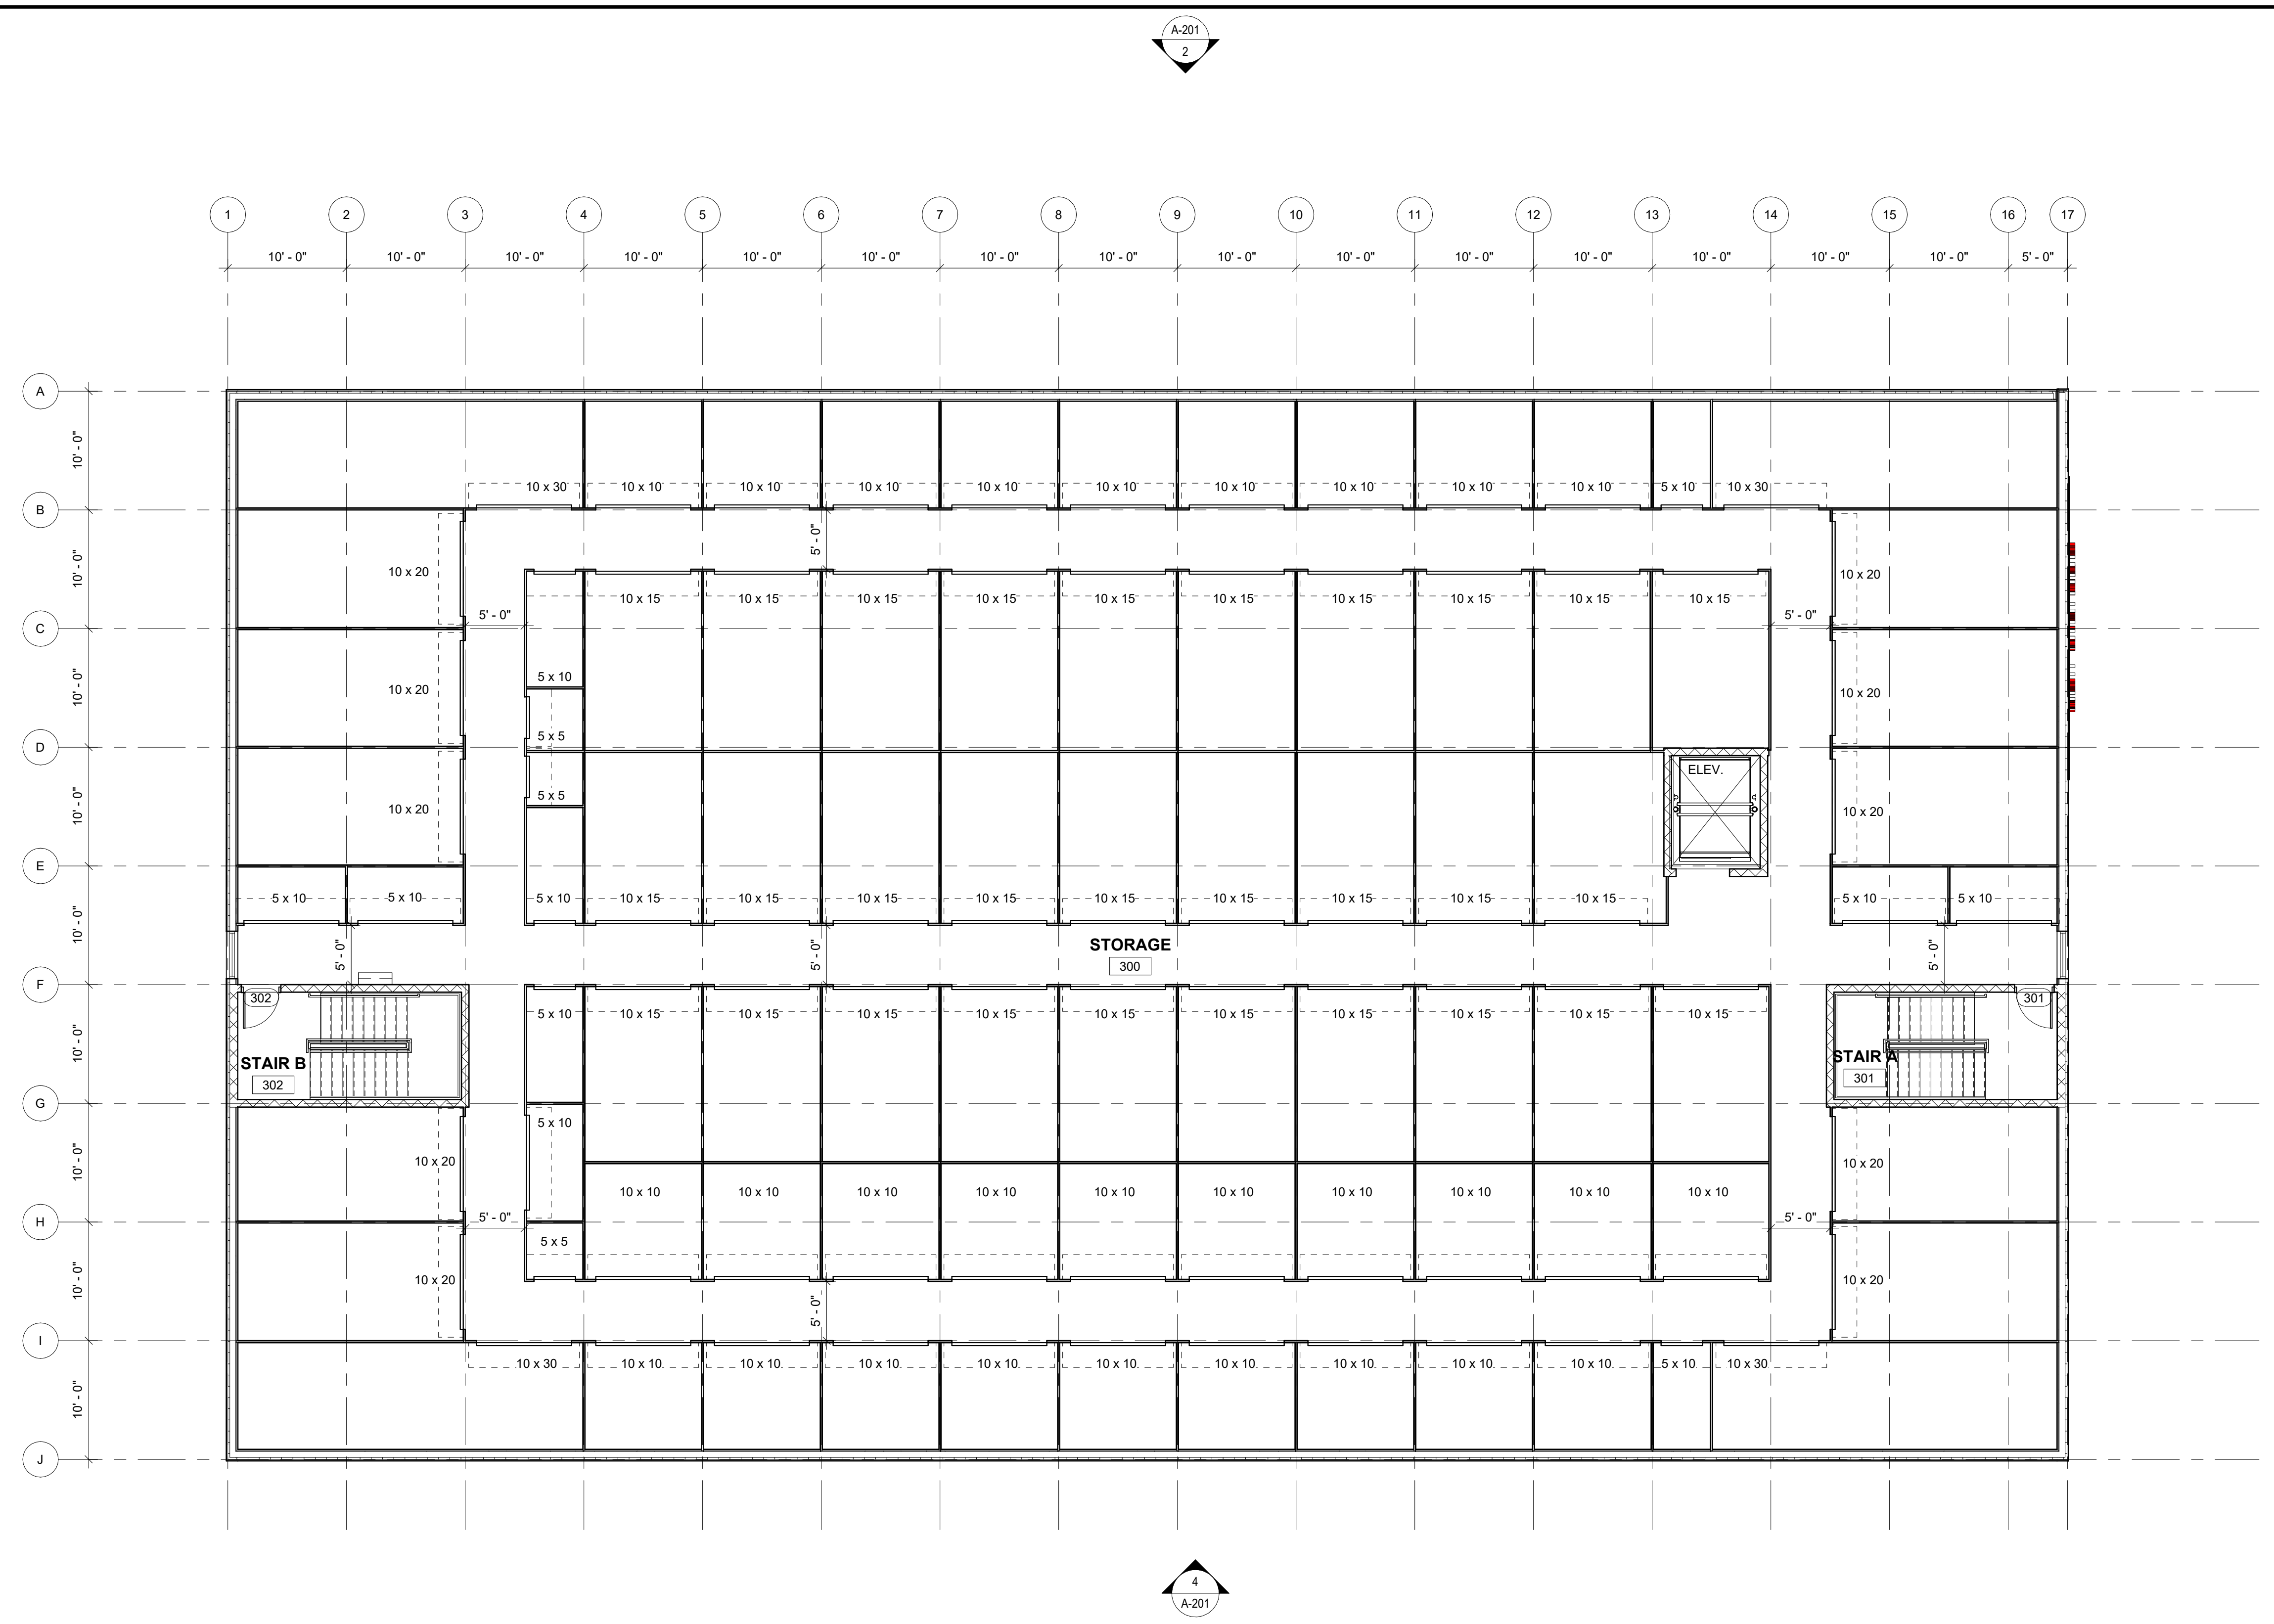 A-201
2
1 2 3 4 5 6 7 8 9 10 11 12 13 14 15 16 17
10' - 0" 10' - 0" 10' - 0" 10' - 0" 10' - 0" 10' - 0" 10' - 0" 10' - 0" 10' - 0" 10' - 0" 10' - 0" 10' - 0" 10' - 0" 10' - 0" 10' - 0" 5' - 0"
A
10' - 0"
10 x 30 10 x 10 10 x 10 10 x 10 10 x 10 10 x 10 10 x 10 10 x 10 10 x 10 10 x 10 5 x 10 10 x 30
B
5' - 0"
10' - 0"
10 x 20 10 x 20
10 x 15 10 x 15 10 x 15 10 x 15 10 x 15 10 x 15 10 x 15 10 x 15 10 x 15 10 x 15
5' - 0" 5' - 0"
C
5 x 10
10' - 0"
10 x 20 10 x 20
5 x 5
D
ELEV.
5 x 5
10' - 0"
10 x 20 10 x 20
E
5 x 10 5 x 10 5 x 10 10 x 15 10 x 15 10 x 15 10 x 15 10 x 15 10 x 15 10 x 15 10 x 15 10 x 15 5 x 10 5 x 10
10' - 0"
STORAGE
5' - 0" 5' - 0" 300 5' - 0"
F
302 301
5 x 10 10 x 15 10 x 15 10 x 15 10 x 15 10 x 15 10 x 15 10 x 15 10 x 15 10 x 15 10 x 15
10' - 0"
STAIR B STAIR A
302 301
G
5 x 10
10' - 0"
10 x 20 10 x 20
10 x 10 10 x 10 10 x 10 10 x 10 10 x 10 10 x 10 10 x 10 10 x 10 10 x 10 10 x 10
5' - 0" 5' - 0"
H
5 x 5
10' - 0"
10 x 20 10 x 20
5' - 0"
I
10 x 30 10 x 10 10 x 10 10 x 10 10 x 10 10 x 10 10 x 10 10 x 10 10 x 10 10 x 10 5 x 10 10 x 30
10' - 0"
J
4
A-201